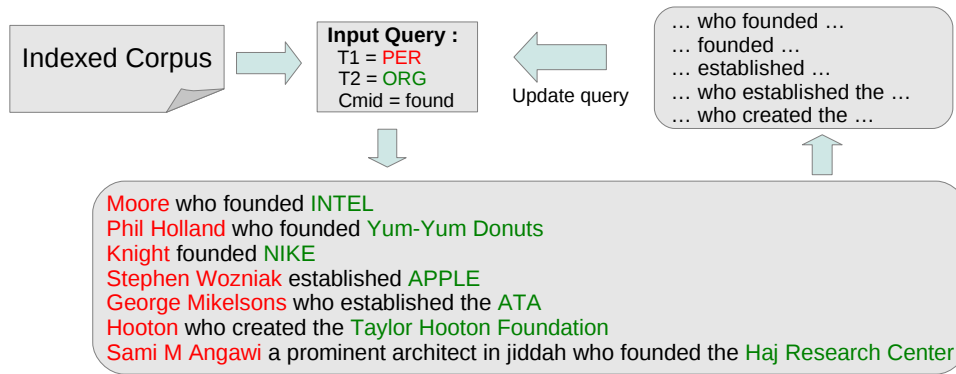 Indexed Corpus
Input Query :
T1 = PER
T2 = ORG
Cmid = found
Update query
… who founded …
… founded …
… established …
… who established the …
… who created the …
Moore who founded INTEL
Phil Holland who founded Yum-Yum Donuts
Knight founded NIKE
Stephen Wozniak established APPLE
George Mikelsons who established the ATA
Hooton who created the Taylor Hooton Foundation
Sami M Angawi a prominent architect in jiddah who founded the Haj Research Center